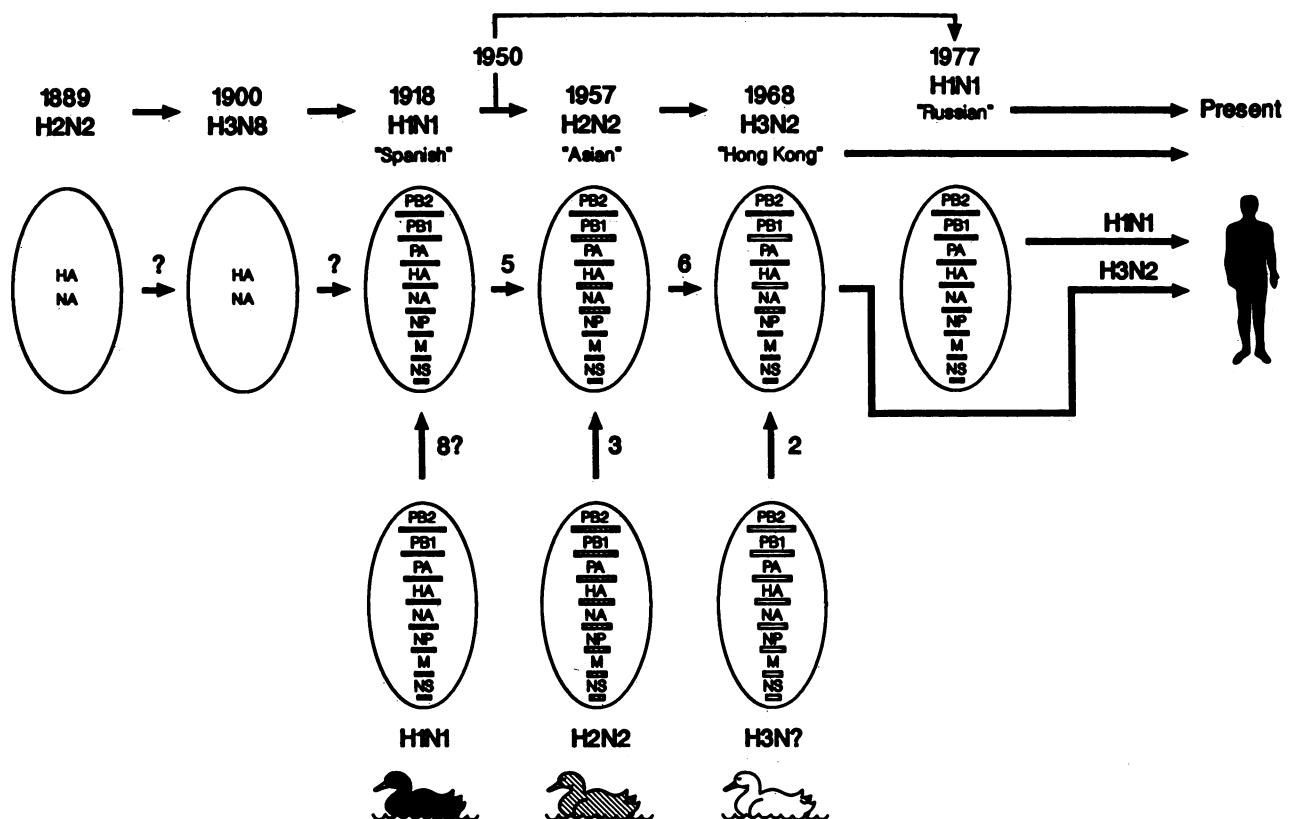 1950
1977
H1N1
"Russian"
1889
H2N2
1900
H3N8
1918
H1N1
"Spanish"
1957
H2N2
"Asian"
1968
H3N2
"Hong Kong"
Present
HA
NA
?
HA
NA
?
PB2
PB1
PA
HA
NA
NP
M
NS
5
PB2
PB1
PA
HA
NA
NP
M
NS
6
PB2
PB1
PA
HA
NA
NP
M
NS
PB2
PB1
PA
HA
NA
NP
M
NS
H1N1
H3N2
8?
3
2
PB2
PB1
PA
HA
NA
NP
M
NS
H1N1
PB2
PB1
PA
HA
NA
NP
M
NS
H2N2
PB2
PB1
PA
HA
NA
NP
M
NS
H3N?